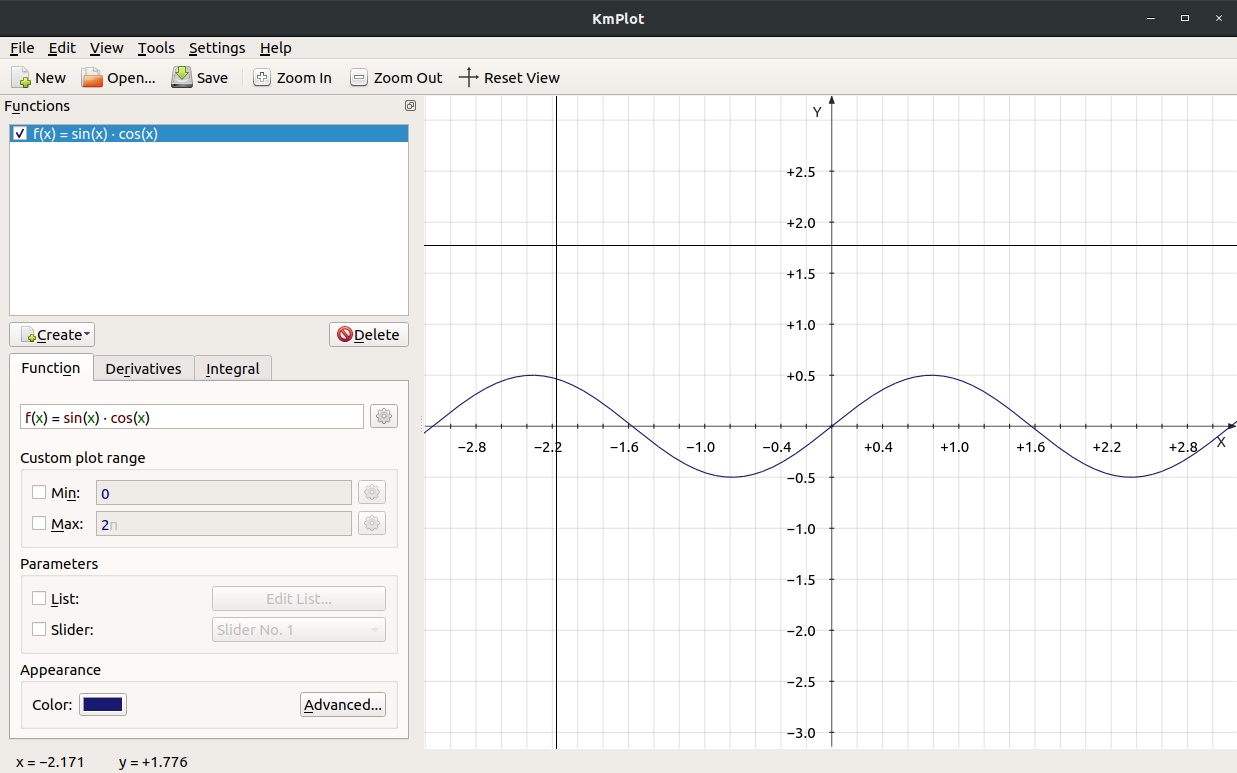 KmPlot
File Edit View Tools Settings Help
New Open... Save Zoom In Zoom Out Reset View
Functions
f(x) = sin(x) · cos(x)
Create
Delete
Function Derivatives Integral
f(x) = sin(x) · cos(x)
Custom plot range
Min: 0
Max: 2π
Parameters
List: Edit List...
Slider: Slider No. 1
Appearance
Color: Advanced...
Y
+2.5
+2.0
+1.5
+1.0
+0.5
−2.8 −2.2 −1.6 −1.0 −0.4 +0.4 +1.0 +1.6 +2.2 +2.8 X
−0.5
−1.0
−1.5
−2.0
−2.5
−3.0
x = −2.171 y = +1.776